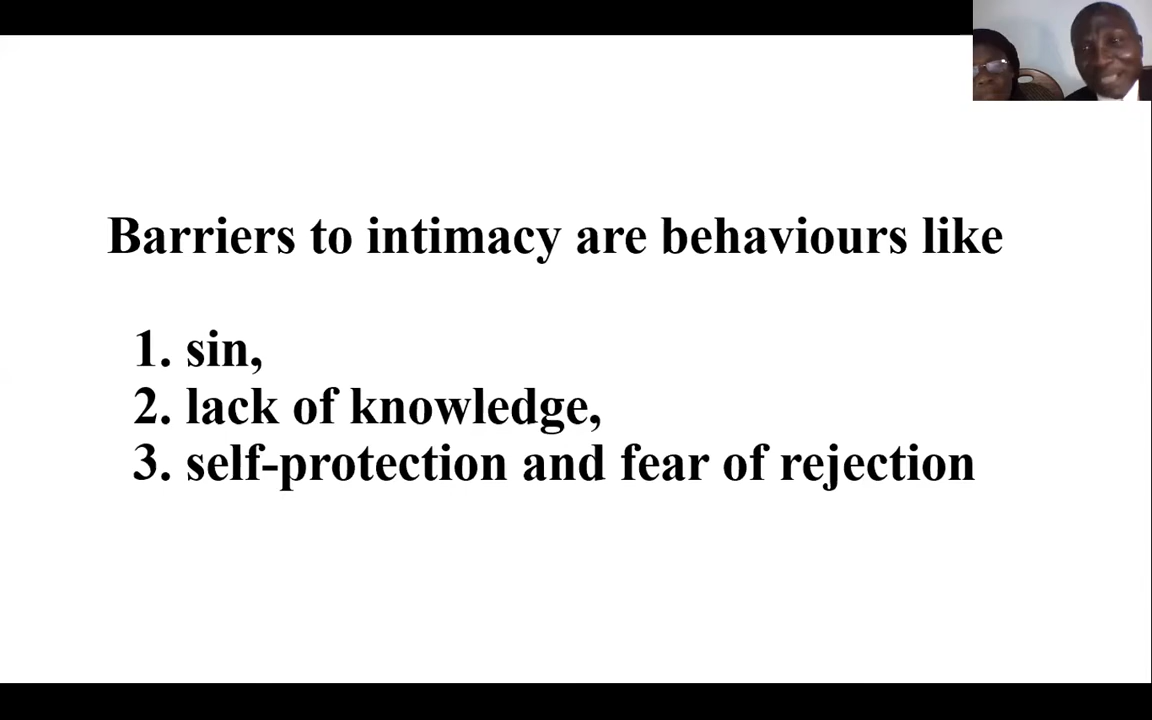 Barriers to intimacy are behaviours like
1. sin,
2. lack of knowledge,
3. self-protection and fear of rejection